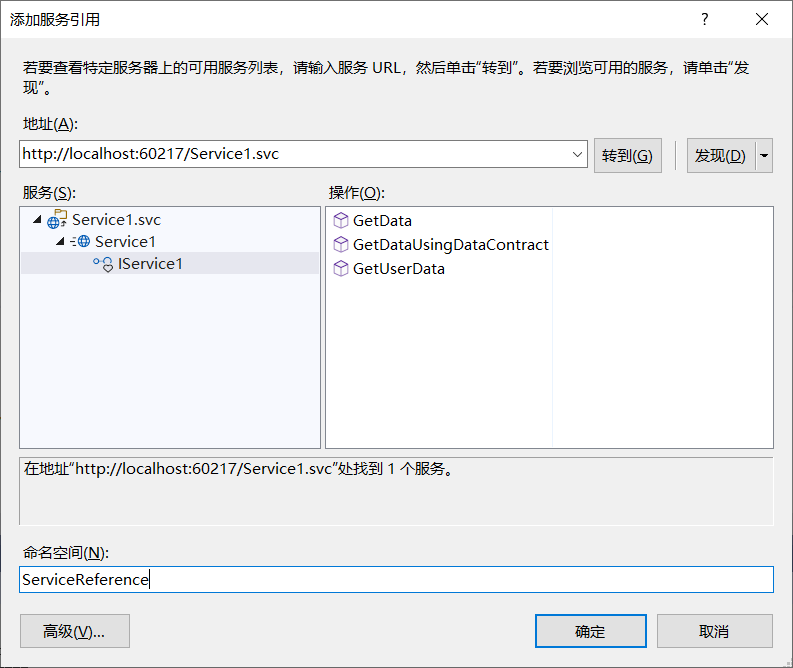 添加服务引用
?
若要查看特定服务器上的可用服务列表，请输入服务 URL，然后单击“转到”。若要浏览可用的服务，请单击“发
现”。
地址(A):
http://localhost:60217/Service1.svc
转到(G)
发现(D)
服务(S):
操作(O):
Service1.svc
Service1
IService1
GetData
GetDataUsingDataContract
GetUserData
在地址“http://localhost:60217/Service1.svc”处找到 1 个服务。
命名空间(N):
ServiceReference
高级(V)...
确定
取消